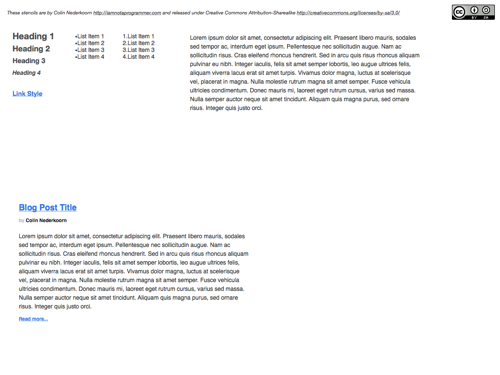 These stencils are by Colin Nederkoorn http://iamnotaprogrammer.com and released under Creative Commons Attribution-Sharealike http://creativecommons.org/licenses/by-sa/3.0/
CC BY SA
Heading 1
Heading 2
Heading 3
Heading 4
Link Style
•List Item 1
•List Item 2
•List Item 3
•List Item 4
1.List Item 1
2.List Item 2
3.List Item 3
4.List Item 4
Lorem ipsum dolor sit amet, consectetur adipiscing elit. Praesent libero mauris, sodales
sed tempor ac, interdum eget ipsum. Pellentesque nec sollicitudin augue. Nam ac
sollicitudin risus. Cras eleifend rhoncus hendrerit. Sed in arcu quis risus rhoncus aliquam
pulvinar eu nibh. Integer iaculis, felis sit amet semper lobortis, leo augue ultrices felis,
aliquam viverra lacus erat sit amet turpis. Vivamus dolor magna, luctus at scelerisque
vel, placerat in magna. Nulla mollis tempor malesuada. Fusce vehicula
ultricies condimentum. Donec mauris mi, laoreet eget rutrum cursus, varius sed massa.
Nulla semper auctor neque sit amet tincidunt. Aliquam quis magna purus, sed ornare
risus. Integer quis justo orci.
Blog Post Title
by Colin Nederkoorn
Lorem ipsum dolor sit amet, consectetur adipiscing elit. Praesent libero mauris, sodales
sed tempor ac, interdum eget ipsum. Pellentesque nec sollicitudin augue. Nam ac
sollicitudin risus. Cras eleifend rhoncus hendrerit. Sed in arcu quis risus rhoncus aliquam
pulvinar eu nibh. Integer iaculis, felis sit amet semper lobortis, leo augue ultrices felis,
aliquam viverra lacus erat sit amet turpis. Vivamus dolor magna, luctus at scelerisque
vel, placerat in magna. Nulla Fusce vehicula
ultricies condimentum. Donec mauris mi, laoreet eget rutrum cursus, varius sed massa.
Nulla semper auctor neque sit amet tincidunt. Aliquam quis magna purus, sed ornare
risus. Integer quis justo orci.
Read more...